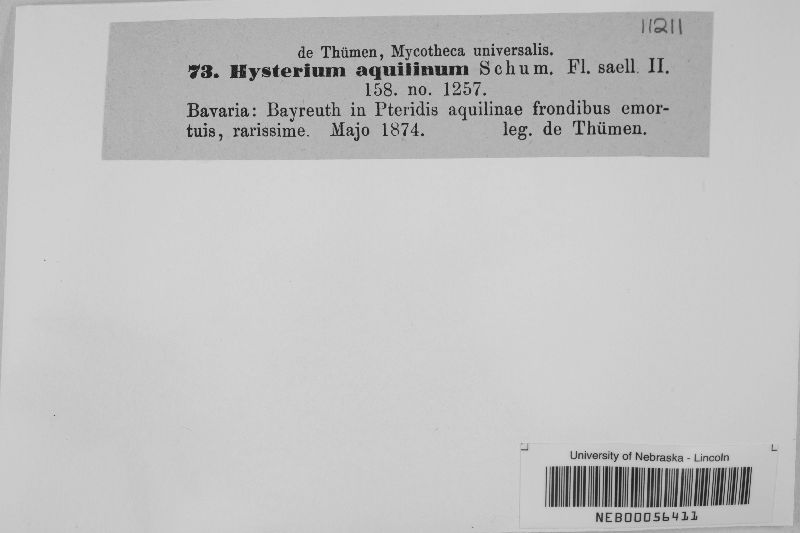 11211
de Thümen, Mycotheca universalis.
73. Hysterium aquilinum Schum. Fl. saell. II.
158. no. 1257.
Bavaria: Bayreuth in Pteridis aquilinae frondibus emor-
tuis, rarissime. Majo 1874. leg. de Thümen.
University of Nebraska - Lincoln
NEB00056411